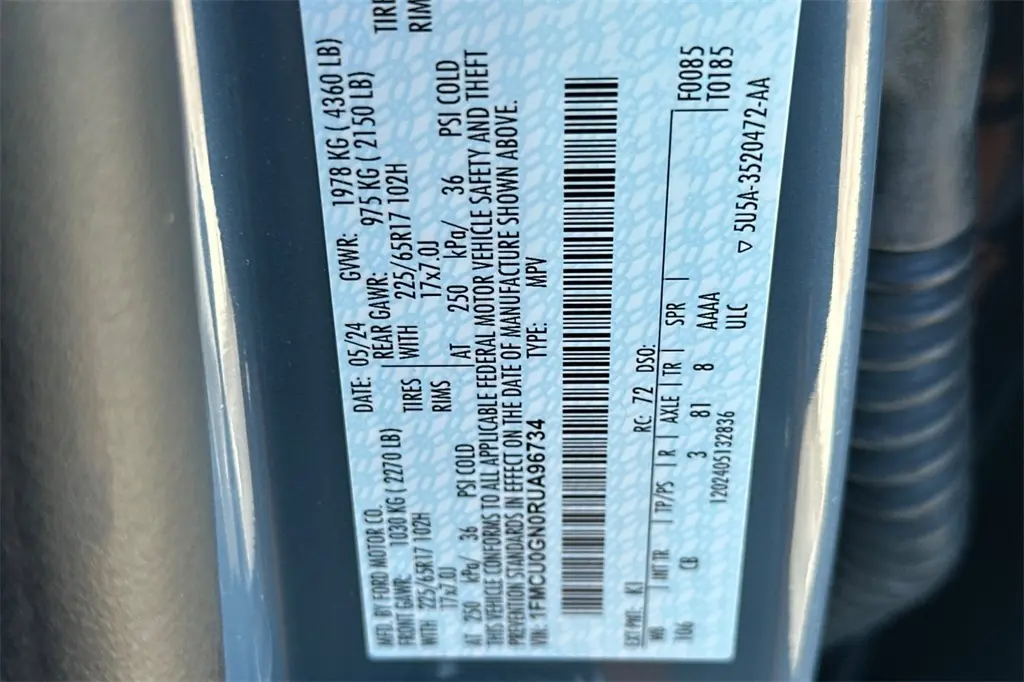 MFD. BY FORD MOTOR CO.
DATE: 05/24 GVWR: 1978 KG ( 4360 LB)
FRONT GAWR: 1030 KG ( 2270 LB) REAR GAWR: 975 KG ( 2150 LB)
WITH 225/65R17 102H TIRES WITH 225/65R17 102H TIRE
17x7.0J RIMS 17x7.0J RIMS
AT 250 kPa/ 36 PSI COLD AT 250 kPa/ 36 PSI COLD
THIS VEHICLE CONFORMS TO ALL APPLICABLE FEDERAL MOTOR VEHICLE SAFETY AND THEFT
PREVENTION STANDARDS IN EFFECT ON THE DATE OF MANUFACTURE SHOWN ABOVE.
VIN: 1FMCU0GN0RUA96734 TYPE: MPV
EXT PNT: K1 RC: 72 DSO: F0085
WB INT TR TP/PS R AXLE TR SPR T0185
106 CB 3 81 8 AAAA
1202405132836 ULC
▽ 5U5A-3520472-AA